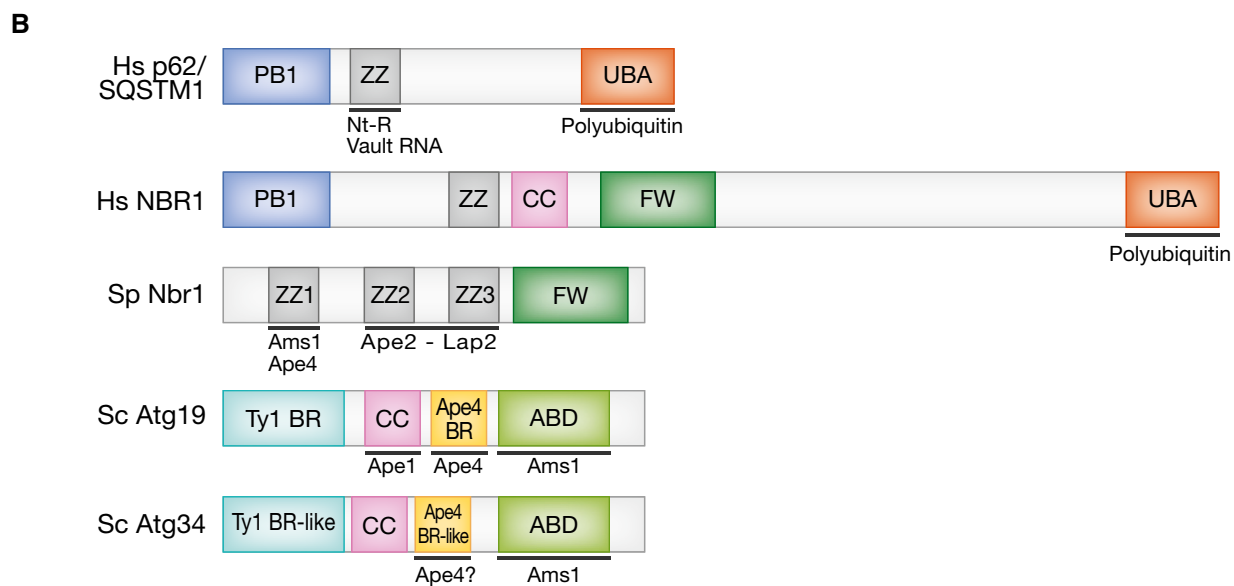 B
Hs p62/
SQSTM1
PB1
ZZ
UBA
Nt-R
Vault RNA
Polyubiquitin
Hs NBR1
PB1
ZZ
CC
FW
UBA
Polyubiquitin
Sp Nbr1
ZZ1
ZZ2
ZZ3
FW
Ams1
Ape4
Ape2 - Lap2
Sc Atg19
Ty1 BR
CC
Ape4
BR
ABD
Ape1
Ape4
Ams1
Sc Atg34
Ty1 BR-like
CC
Ape4
BR-like
ABD
Ape4?
Ams1